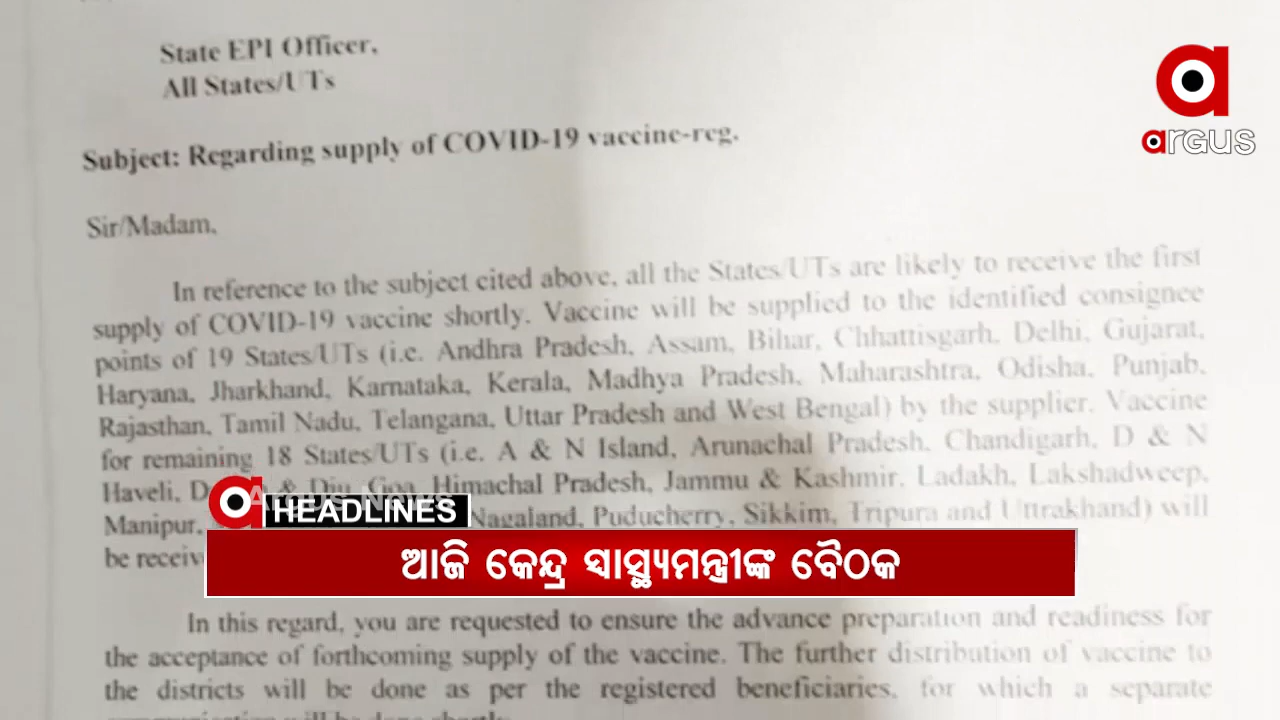 State EPI Officer,
All States/UTs
argus
Subject: Regarding supply of COVID-19 vaccine-reg.
Sir/Madam,
In reference to the subject cited above, all the States/UTs are likely to receive the first
supply of COVID-19 vaccine shortly. Vaccine will be supplied to the identified consignee
points of 19 States/UTs (i.e. Andhra Pradesh, Assam, Bihar, Chhattisgarh, Delhi, Gujarat,
Haryana, Jharkhand, Karnataka, Kerala, Madhya Pradesh, Maharashtra, Odisha, Punjab,
Rajasthan, Tamil Nadu, Telangana, Uttar Pradesh and West Bengal) by the supplier. Vaccine
for remaining 18 States/UTs (i.e. A & N Island, Arunachal Pradesh, Chandigarh, D & N
Haveli, & Diu, Goa, Himachal Pradesh, Jammu & Kashmir, Ladakh, Lakshadweep,
Manipur, Nagaland, Puducherry, Sikkim, Tripura and Uttrakhand) will
be
Argus News
HEADLINES
ଆଜି କେନ୍ଦ୍ର ସ୍ୱାସ୍ଥ୍ୟମନ୍ତ୍ରୀଙ୍କ ବୈଠକ
In this regard, you are requested to ensure the advance preparation and readiness for
the acceptance of forthcoming supply of the vaccine. The further distribution of vaccine to
the districts will be done as per the registered beneficiaries, for which a separate